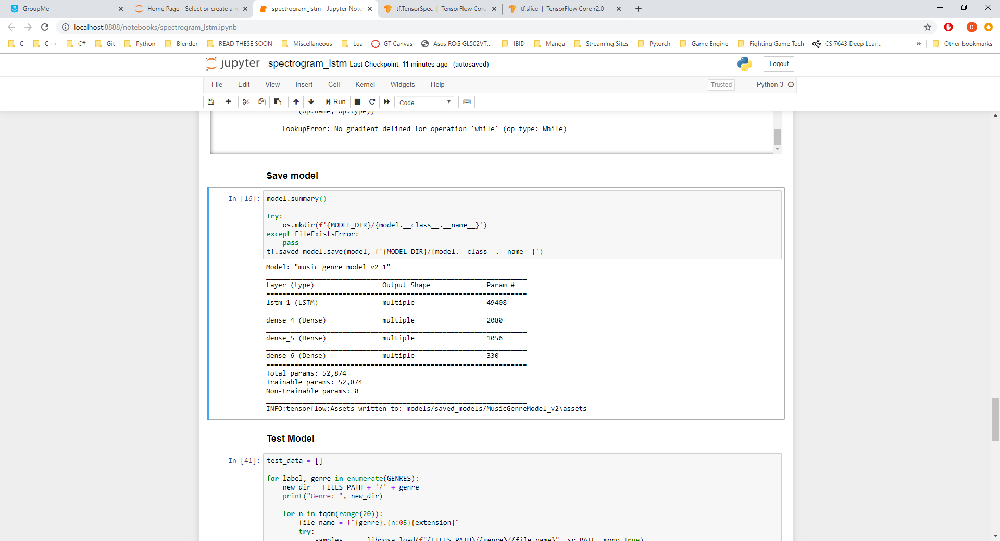 GroupMe
Home Page - Select or create a n
spectrogram_lstm - Jupyter Note
tf.TensorSpec | TensorFlow Core
tf.slice | TensorFlow Core r2.0
localhost:8888/notebooks/spectrogram_lstm.ipynb
D
C C++ C# Git Python Blender READ THESE SOON Miscellaneous Lua GT Canvas Asus ROG GL502VT... IBID Manga Streaming Sites Pytorch Game Engine Fighting Game Tech CS 7643 Deep Lear... » Other bookmarks
jupyter spectrogram_lstm Last Checkpoint: 11 minutes ago (autosaved) Logout
File Edit View Insert Cell Kernel Widgets Help Trusted Python 3
Run Code
(op.name, op.type))
LookupError: No gradient defined for operation 'while' (op type: While)
Save model
In [16]: model.summary()
try:
os.mkdir(f'{MODEL_DIR}/{model.__class__.__name__}')
except FileExistsError:
pass
tf.saved_model.save(model, f'{MODEL_DIR}/{model.__class__.__name__}')
Model: "music_genre_model_v2_1"
_________________________________________________________________
Layer (type) Output Shape Param #
=================================================================
lstm_1 (LSTM) multiple 49408
_________________________________________________________________
dense_4 (Dense) multiple 2080
_________________________________________________________________
dense_5 (Dense) multiple 1056
_________________________________________________________________
dense_6 (Dense) multiple 330
=================================================================
Total params: 52,874
Trainable params: 52,874
Non-trainable params: 0
_________________________________________________________________
INFO:tensorflow:Assets written to: models/saved_models/MusicGenreModel_v2\assets
Test Model
In [41]: test_data = []
for label, genre in enumerate(GENRES):
new_dir = FILES_PATH + '/' + genre
print("Genre: ", new_dir)
for n in tqdm(range(20)):
file_name = f"{genre}.{n:05}{extension}"
try:
samples, _ = librosa.load(f"{FILES_PATH}/{genre}/{file_name}", sr=RATE, mono=True)